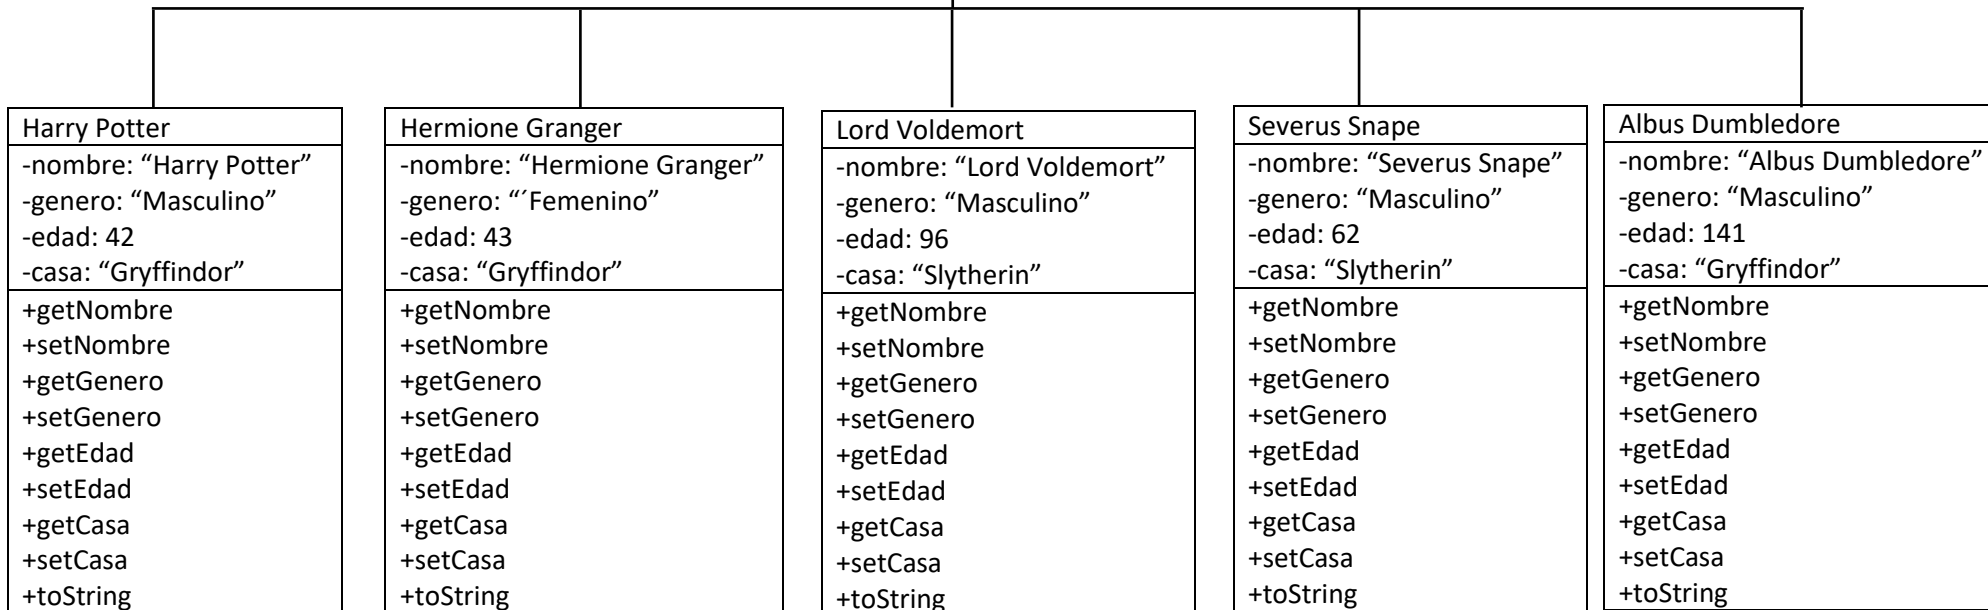 Harry Potter
-nombre: “Harry Potter”
-genero: “Masculino”
-edad: 42
-casa: “Gryffindor”
+getNombre
+setNombre
+getGenero
+setGenero
+getEdad
+setEdad
+getCasa
+setCasa
+toString
Hermione Granger
-nombre: “Hermione Granger”
-genero: “´Femenino”
-edad: 43
-casa: “Gryffindor”
+getNombre
+setNombre
+getGenero
+setGenero
+getEdad
+setEdad
+getCasa
+setCasa
+toString
Lord Voldemort
-nombre: “Lord Voldemort”
-genero: “Masculino”
-edad: 96
-casa: “Slytherin”
+getNombre
+setNombre
+getGenero
+setGenero
+getEdad
+setEdad
+getCasa
+setCasa
+toString
Severus Snape
-nombre: “Severus Snape”
-genero: “Masculino”
-edad: 62
-casa: “Slytherin”
+getNombre
+setNombre
+getGenero
+setGenero
+getEdad
+setEdad
+getCasa
+setCasa
+toString
Albus Dumbledore
-nombre: “Albus Dumbledore”
-genero: “Masculino”
-edad: 141
-casa: “Gryffindor”
+getNombre
+setNombre
+getGenero
+setGenero
+getEdad
+setEdad
+getCasa
+setCasa
+toString